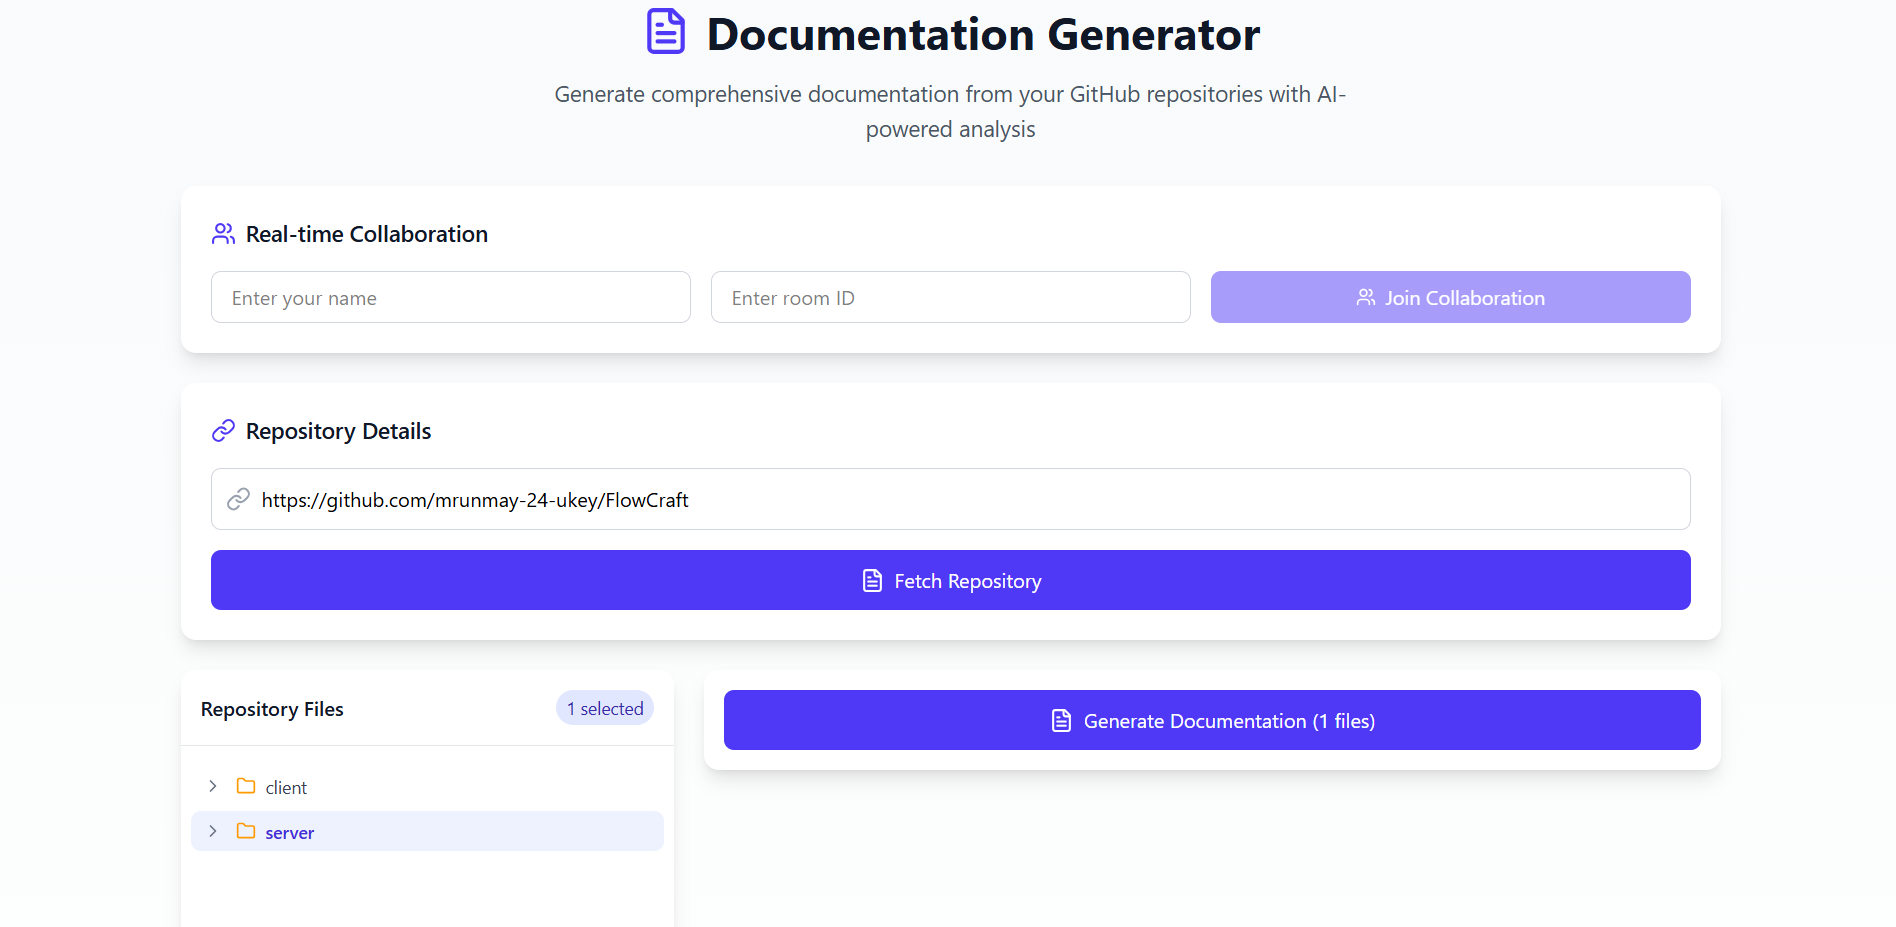 Documentation Generator
Generate comprehensive documentation from your GitHub repositories with AI-
powered analysis
Real-time Collaboration
Enter your name
Enter room ID
Join Collaboration
Repository Details
https://github.com/mrunmay-24-ukey/FlowCraft
Fetch Repository
Repository Files
1 selected
client
server
Generate Documentation (1 files)